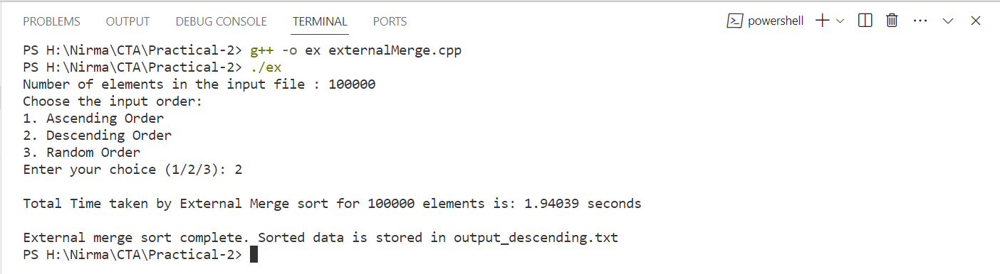 PROBLEMS OUTPUT DEBUG CONSOLE TERMINAL PORTS powershell
PS H:\Nirma\CTA\Practical-2> g++ -o ex externalMerge.cpp
PS H:\Nirma\CTA\Practical-2> ./ex
Number of elements in the input file : 100000
Choose the input order:
1. Ascending Order
2. Descending Order
3. Random Order
Enter your choice (1/2/3): 2
Total Time taken by External Merge sort for 100000 elements is: 1.94039 seconds
External merge sort complete. Sorted data is stored in output_descending.txt
PS H:\Nirma\CTA\Practical-2>